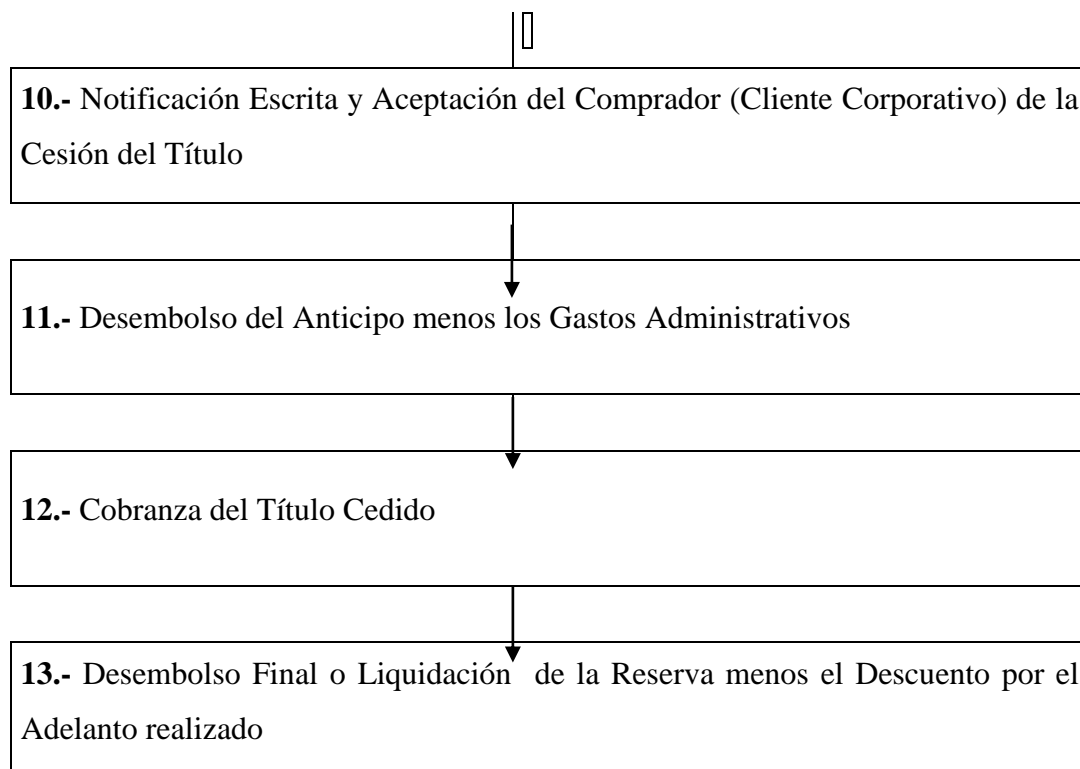 10.- Notificación Escrita y Aceptación del Comprador (Cliente Corporativo) de la
Cesión del Título
11.- Desembolso del Anticipo menos los Gastos Administrativos
12.- Cobranza del Título Cedido
13.- Desembolso Final o Liquidación de la Reserva menos el Descuento por el
Adelanto realizado